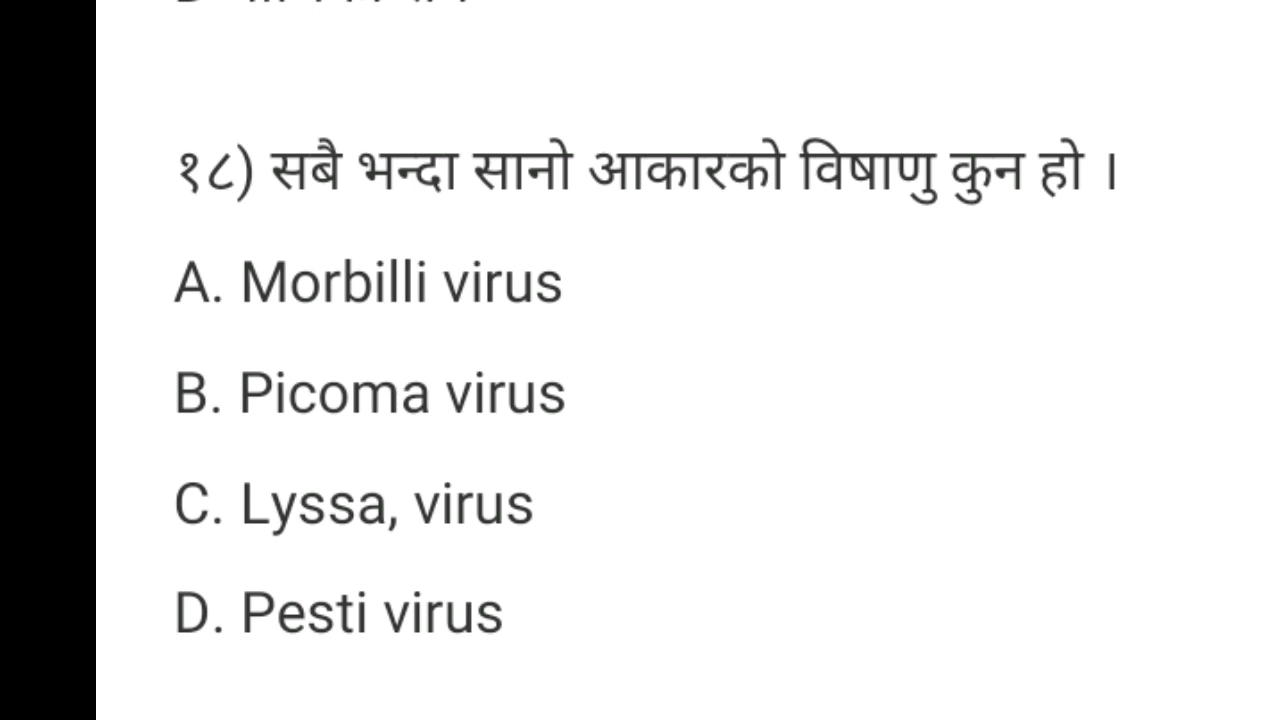 १८) सबै भन्दा सानो आकारको विषाणु कुन हो ।
A. Morbilli virus
B. Picoma virus
C. Lyssa, virus
D. Pesti virus